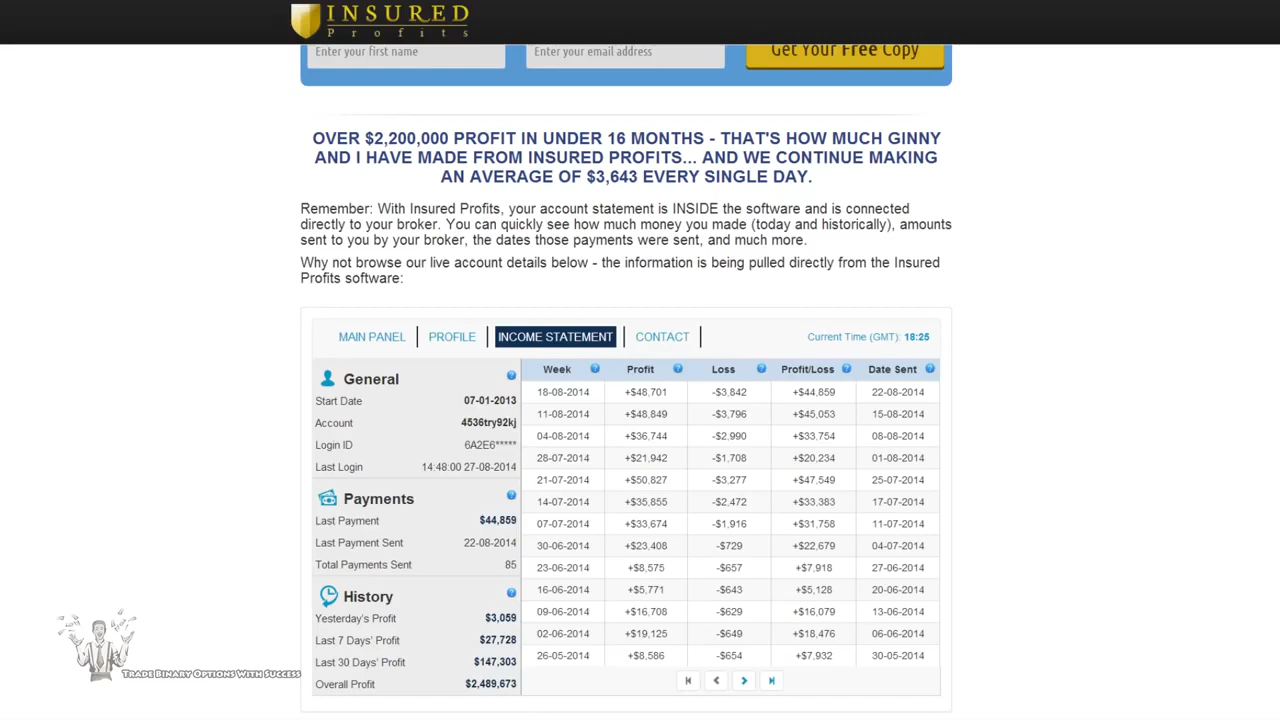 INSURED
Profits
Enter your first name
Enter your email address
Get Your Free Copy
OVER $2,200,000 PROFIT IN UNDER 16 MONTHS - THAT'S HOW MUCH GINNY
AND I HAVE MADE FROM INSURED PROFITS... AND WE CONTINUE MAKING
AN AVERAGE OF $3,643 EVERY SINGLE DAY.
Remember: With Insured Profits, your account statement is INSIDE the software and is connected
directly to your broker. You can quickly see how much money you made (today and historically), amounts
sent to you by your broker, the dates those payments were sent, and much more.
Why not browse our live account details below - the information is being pulled directly from the Insured
Profits software:
MAIN PANEL PROFILE INCOME STATEMENT CONTACT Current Time (GMT): 18:25
General
Start Date 07-01-2013
Account 4536try92kj
Login ID 6A2E6*****
Last Login 14:48:00 27-08-2014
Payments
Last Payment $44,859
Last Payment Sent 22-08-2014
Total Payments Sent 85
History
Yesterday's Profit $3,059
Last 7 Days' Profit $27,728
Last 30 Days' Profit $147,303
Overall Profit $2,489,673
Week Profit Loss Profit/Loss Date Sent
18-08-2014 +$48,701 -$3,842 +$44,859 22-08-2014
11-08-2014 +$48,849 -$3,796 +$45,053 15-08-2014
04-08-2014 +$36,744 -$2,990 +$33,754 08-08-2014
28-07-2014 +$21,942 -$1,708 +$20,234 01-08-2014
21-07-2014 +$50,827 -$3,277 +$47,549 25-07-2014
14-07-2014 +$35,855 -$2,472 +$33,383 17-07-2014
07-07-2014 +$33,674 -$1,916 +$31,758 11-07-2014
30-06-2014 +$23,408 -$729 +$22,679 04-07-2014
23-06-2014 +$8,575 -$657 +$7,918 27-06-2014
16-06-2014 +$5,771 -$643 +$5,128 20-06-2014
09-06-2014 +$16,708 -$629 +$16,079 13-06-2014
02-06-2014 +$19,125 -$649 +$18,476 06-06-2014
26-05-2014 +$8,586 -$654 +$7,932 30-05-2014
Trade Binary Options With Success